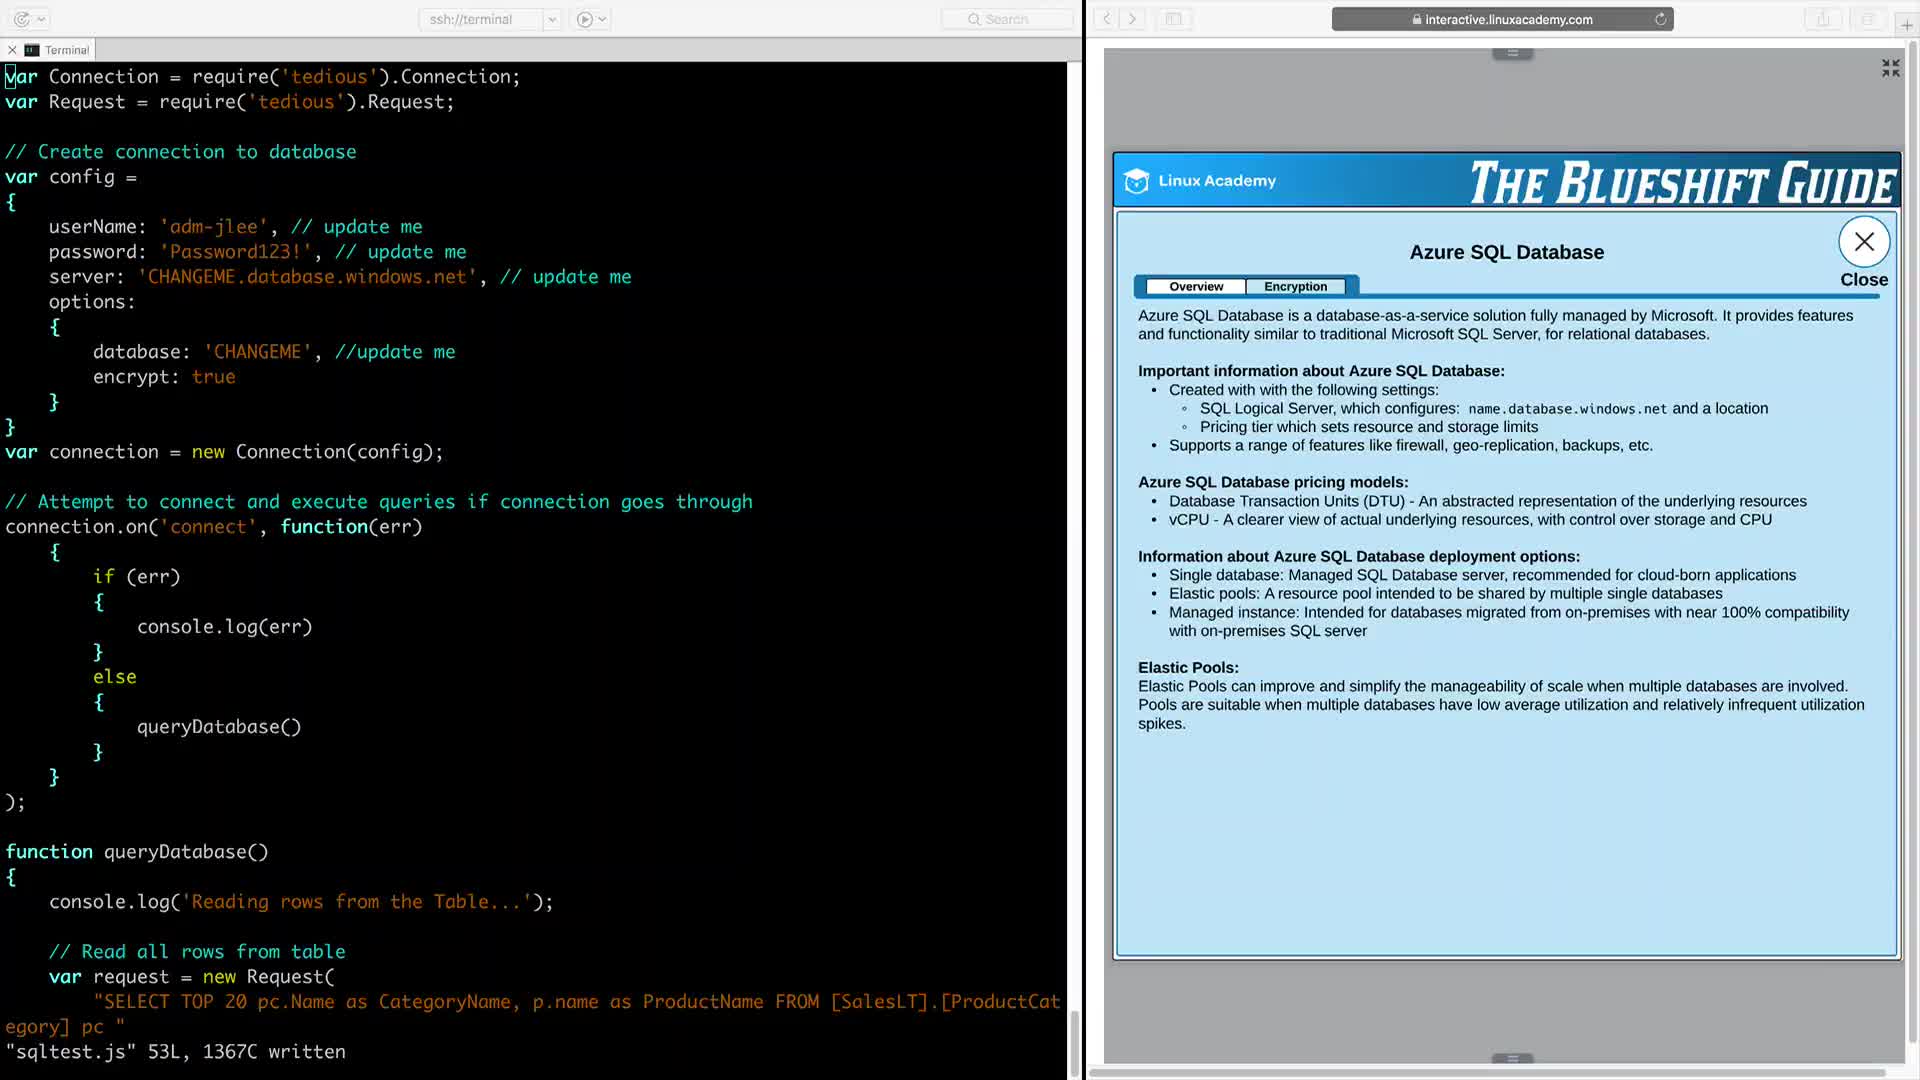 ssh://terminal
Search
Terminal
var Connection = require('tedious').Connection;
var Request = require('tedious').Request;
// Create connection to database
var config =
{
userName: 'adm-jlee', // update me
password: 'Password123!', // update me
server: 'CHANGEME.database.windows.net', // update me
options:
{
database: 'CHANGEME', //update me
encrypt: true
}
}
var connection = new Connection(config);
// Attempt to connect and execute queries if connection goes through
connection.on('connect', function(err)
{
if (err)
{
console.log(err)
}
else
{
queryDatabase()
}
}
);
function queryDatabase()
{
console.log('Reading rows from the Table...');
// Read all rows from table
var request = new Request(
"SELECT TOP 20 pc.Name as CategoryName, p.name as ProductName FROM [SalesLT].[ProductCat
egory] pc "
"sqltest.js" 53L, 1367C written
interactive.linuxacademy.com
Linux Academy
THE BLUESHIFT GUIDE
Azure SQL Database
Close
Overview
Encryption
Azure SQL Database is a database-as-a-service solution fully managed by Microsoft. It provides features
and functionality similar to traditional Microsoft SQL Server, for relational databases.
Important information about Azure SQL Database:
• Created with with the following settings:
◦ SQL Logical Server, which configures: name.database.windows.net and a location
◦ Pricing tier which sets resource and storage limits
• Supports a range of features like firewall, geo-replication, backups, etc.
Azure SQL Database pricing models:
• Database Transaction Units (DTU) - An abstracted representation of the underlying resources
• vCPU - A clearer view of actual underlying resources, with control over storage and CPU
Information about Azure SQL Database deployment options:
• Single database: Managed SQL Database server, recommended for cloud-born applications
• Elastic pools: A resource pool intended to be shared by multiple single databases
• Managed instance: Intended for databases migrated from on-premises with near 100% compatibility
with on-premises SQL server
Elastic Pools:
Elastic Pools can improve and simplify the manageability of scale when multiple databases are involved.
Pools are suitable when multiple databases have low average utilization and relatively infrequent utilization
spikes.